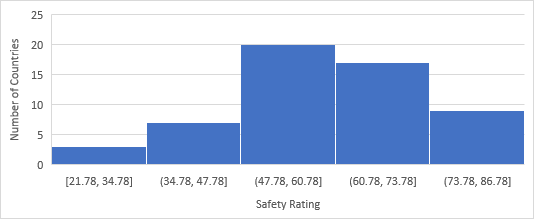 25
20
15
10
5
0
Number of Countries
[21.78, 34.78] (34.78, 47.78] (47.78, 60.78] (60.78, 73.78] (73.78, 86.78]
Safety Rating